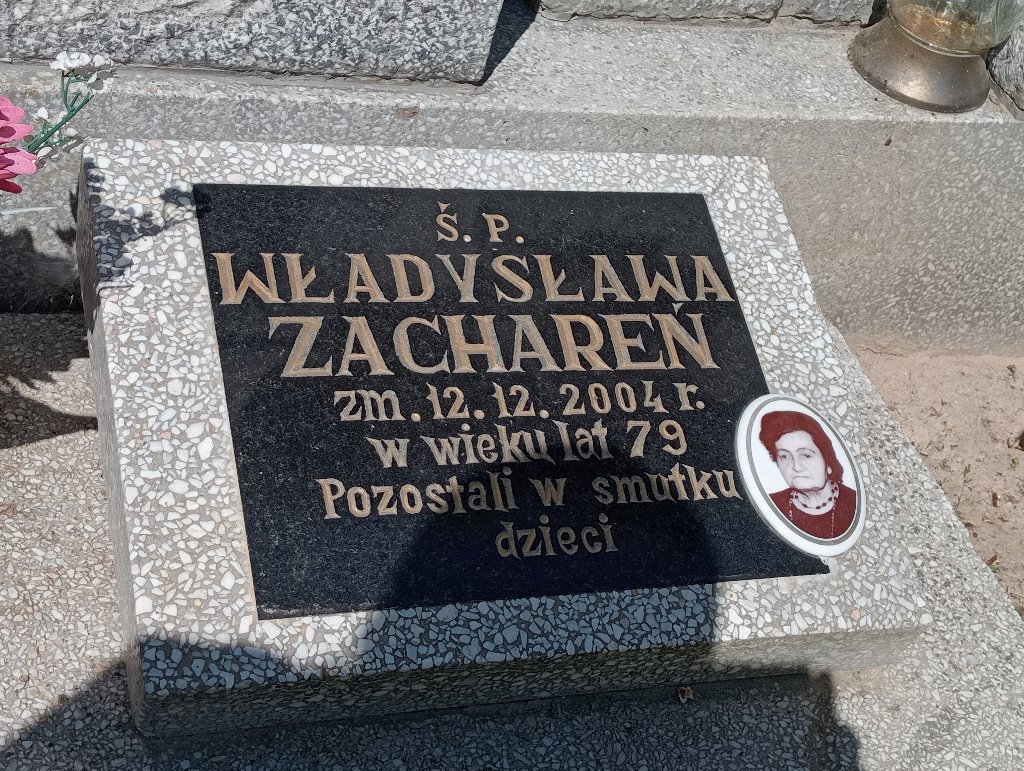 Ś. P.
WŁADYSŁAWA
ZACHAREŃ
zm. 12. 12. 2004 r.
w wieku lat 79
Pozostali w smutku
dzieci